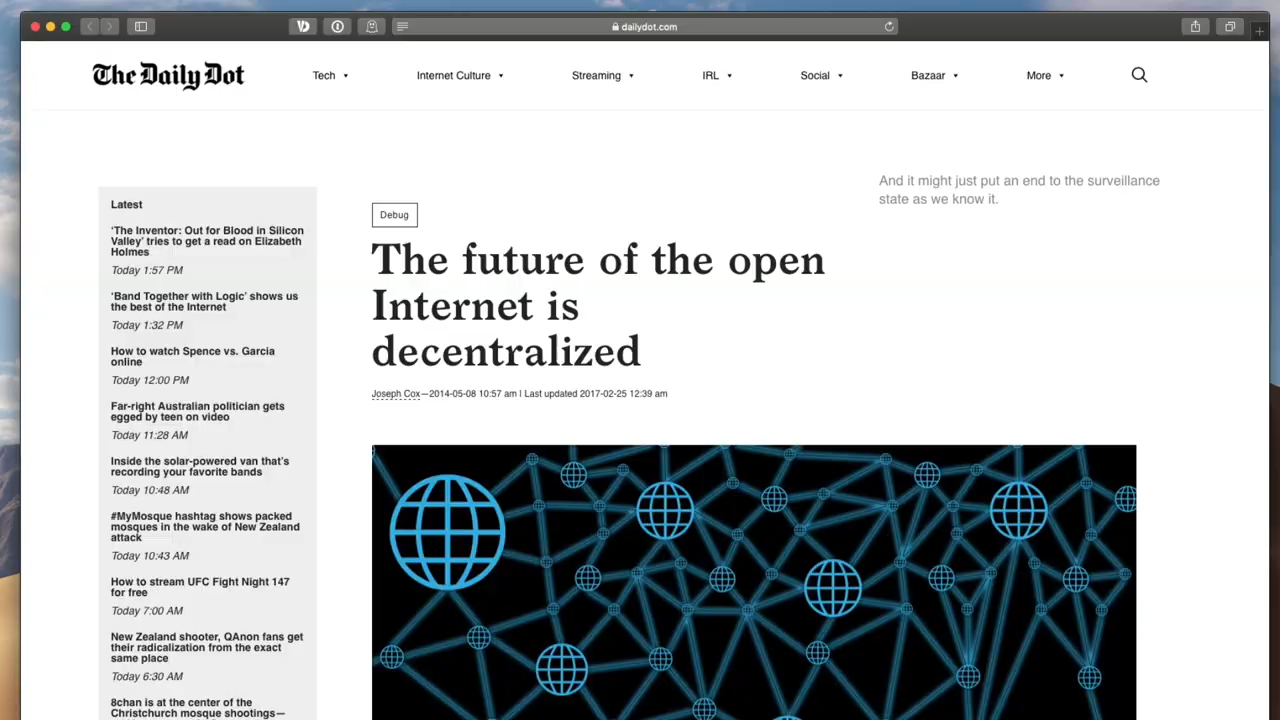 dailydot.com
The Daily Dot
Tech
Internet Culture
Streaming
IRL
Social
Bazaar
More
And it might just put an end to the surveillance
state as we know it.
Latest
‘The Inventor: Out for Blood in Silicon
Valley’ tries to get a read on Elizabeth
Holmes
Today 1:57 PM
‘Band Together with Logic’ shows us
the best of the Internet
Today 1:32 PM
How to watch Spence vs. Garcia
online
Today 12:00 PM
Far-right Australian politician gets
egged by teen on video
Today 11:28 AM
Inside the solar-powered van that’s
recording your favorite bands
Today 10:48 AM
#MyMosque hashtag shows packed
mosques in the wake of New Zealand
attack
Today 10:43 AM
How to stream UFC Fight Night 147
for free
Today 7:00 AM
New Zealand shooter, QAnon fans get
their radicalization from the exact
same place
Today 6:30 AM
8chan is at the center of the
Christchurch mosque shootings—
Debug
The future of the open
Internet is
decentralized
Joseph Cox—2014-05-08 10:57 am | Last updated 2017-02-25 12:39 am